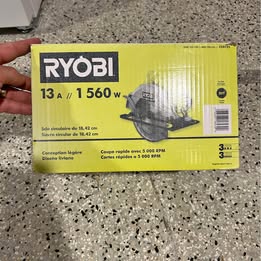 RYOBI
13 A // 1 560 W
Scie circulaire de 18,42 cm
Sierra circular de 18,42 cm
Conception légère
Diseño liviano
Coupe rapide avec 5 000 RPM
Cortes rápidos a 5 000 RPM
3
3